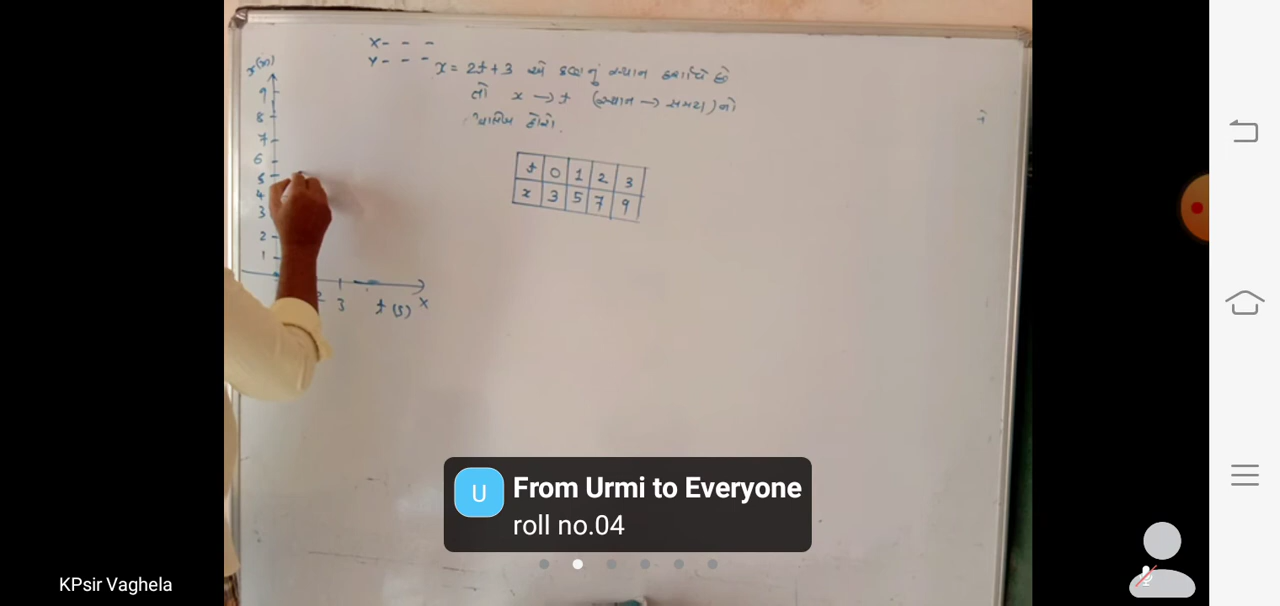 X- - -
Y- - -
x = 2t + 3 એ કણનું સ્થાન દર્શાવે છે
તો x → t (સ્થાન → સમય) નો
આલેખ દોરો.
x(m)
9
8
7
6
5
4
3
2
1
2 3 t (s) X
t 0 1 2 3
x 3 5 7 9
ને
U From Urmi to Everyone
roll no.04
KPsir Vaghela